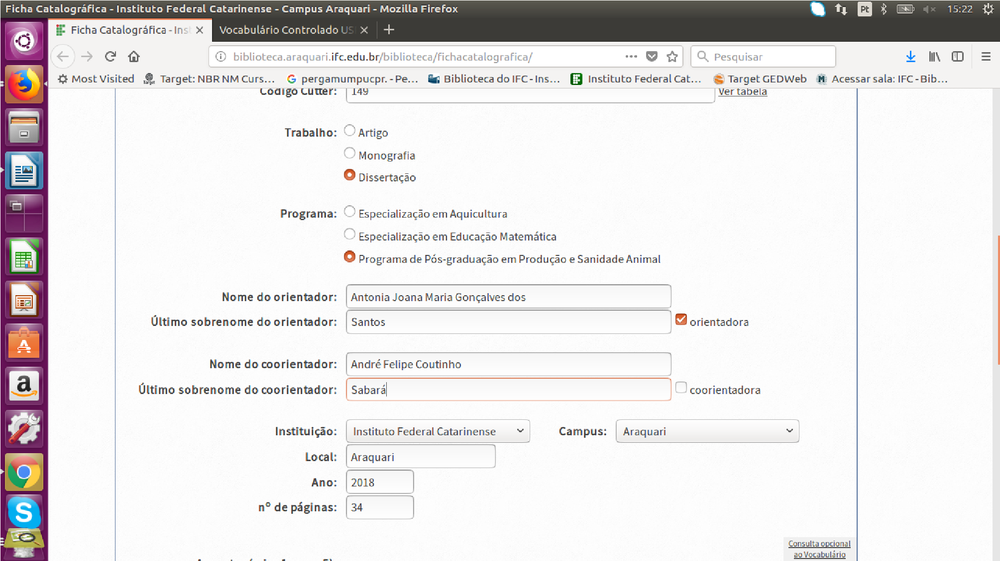 Ficha Catalográfica - Instituto Federal Catarinense - Campus Araquari - Mozilla Firefox
Pt
15:22
Ficha Catalográfica - Inst
Vocabulário Controlado US
biblioteca.araquari.ifc.edu.br/biblioteca/fichacatalografica/
Pesquisar
Most Visited
Target: NBR NM Curs...
pergamumpucpr. - Pe...
Biblioteca do IFC - Ins...
Instituto Federal Cat...
Target GEDWeb
Acessar sala: IFC - Bib...
Código Cutter: 149 Ver tabela
Trabalho: Artigo
Monografia
Dissertação
Programa: Especialização em Aquicultura
Especialização em Educação Matemática
Programa de Pós-graduação em Produção e Sanidade Animal
Nome do orientador: Antonia Joana Maria Gonçalves dos
Último sobrenome do orientador: Santos orientadora
Nome do coorientador: André Felipe Coutinho
Último sobrenome do coorientador: Sabará coorientadora
Instituição: Instituto Federal Catarinense Campus: Araquari
Local: Araquari
Ano: 2018
nº de páginas: 34
Consulta opcional
ao Vocabulário